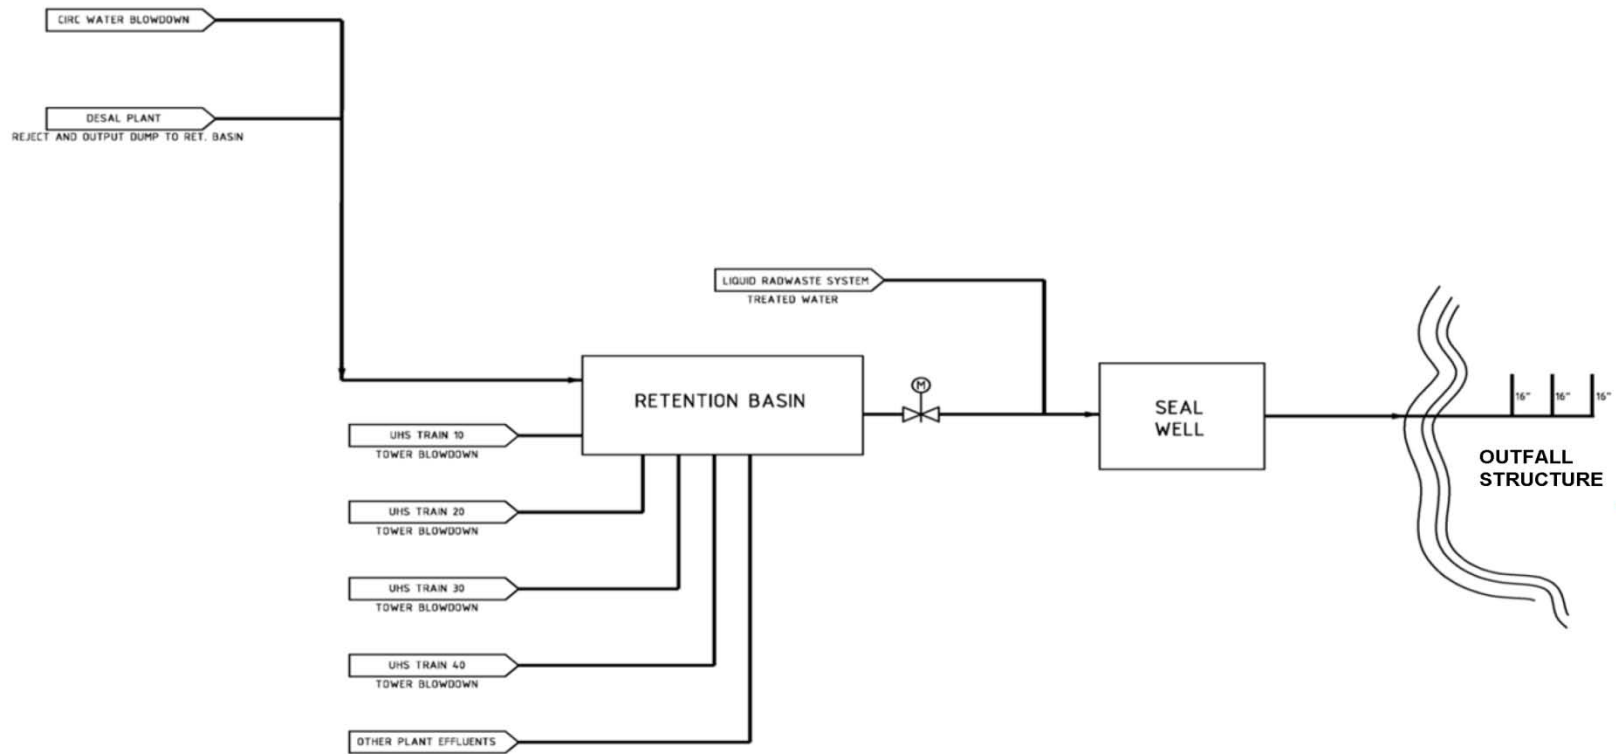 CIRC WATER BLOWDOWN
DESAL PLANT
REJECT AND OUTPUT DUMP TO RET. BASIN
LIQUID RADWASTE SYSTEM
TREATED WATER
RETENTION BASIN
M
SEAL
WELL
16" 16" 16"
OUTFALL
STRUCTURE
UHS TRAIN 10
TOWER BLOWDOWN
UHS TRAIN 20
TOWER BLOWDOWN
UHS TRAIN 30
TOWER BLOWDOWN
UHS TRAIN 40
TOWER BLOWDOWN
OTHER PLANT EFFLUENTS